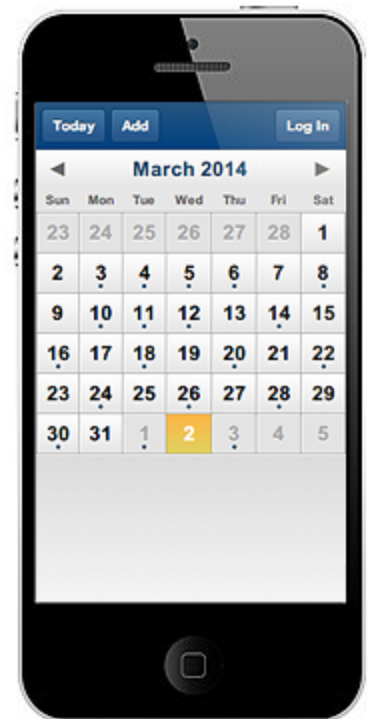 Today Add Log In
March 2014
Sun Mon Tue Wed Thu Fri Sat
23 24 25 26 27 28 1
2 3 4 5 6 7 8
9 10 11 12 13 14 15
16 17 18 19 20 21 22
23 24 25 26 27 28 29
30 31 1 2 3 4 5